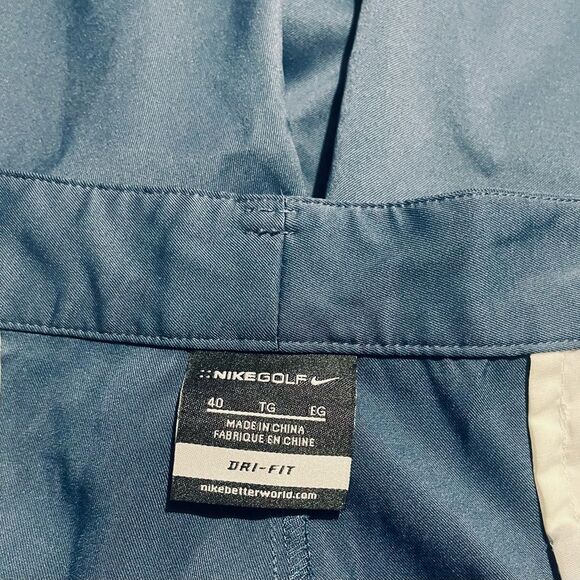 NIKEGOLF
40 TG EG
MADE IN CHINA
FABRIQUE EN CHINE
DRI-FIT
nikebetterworld.com